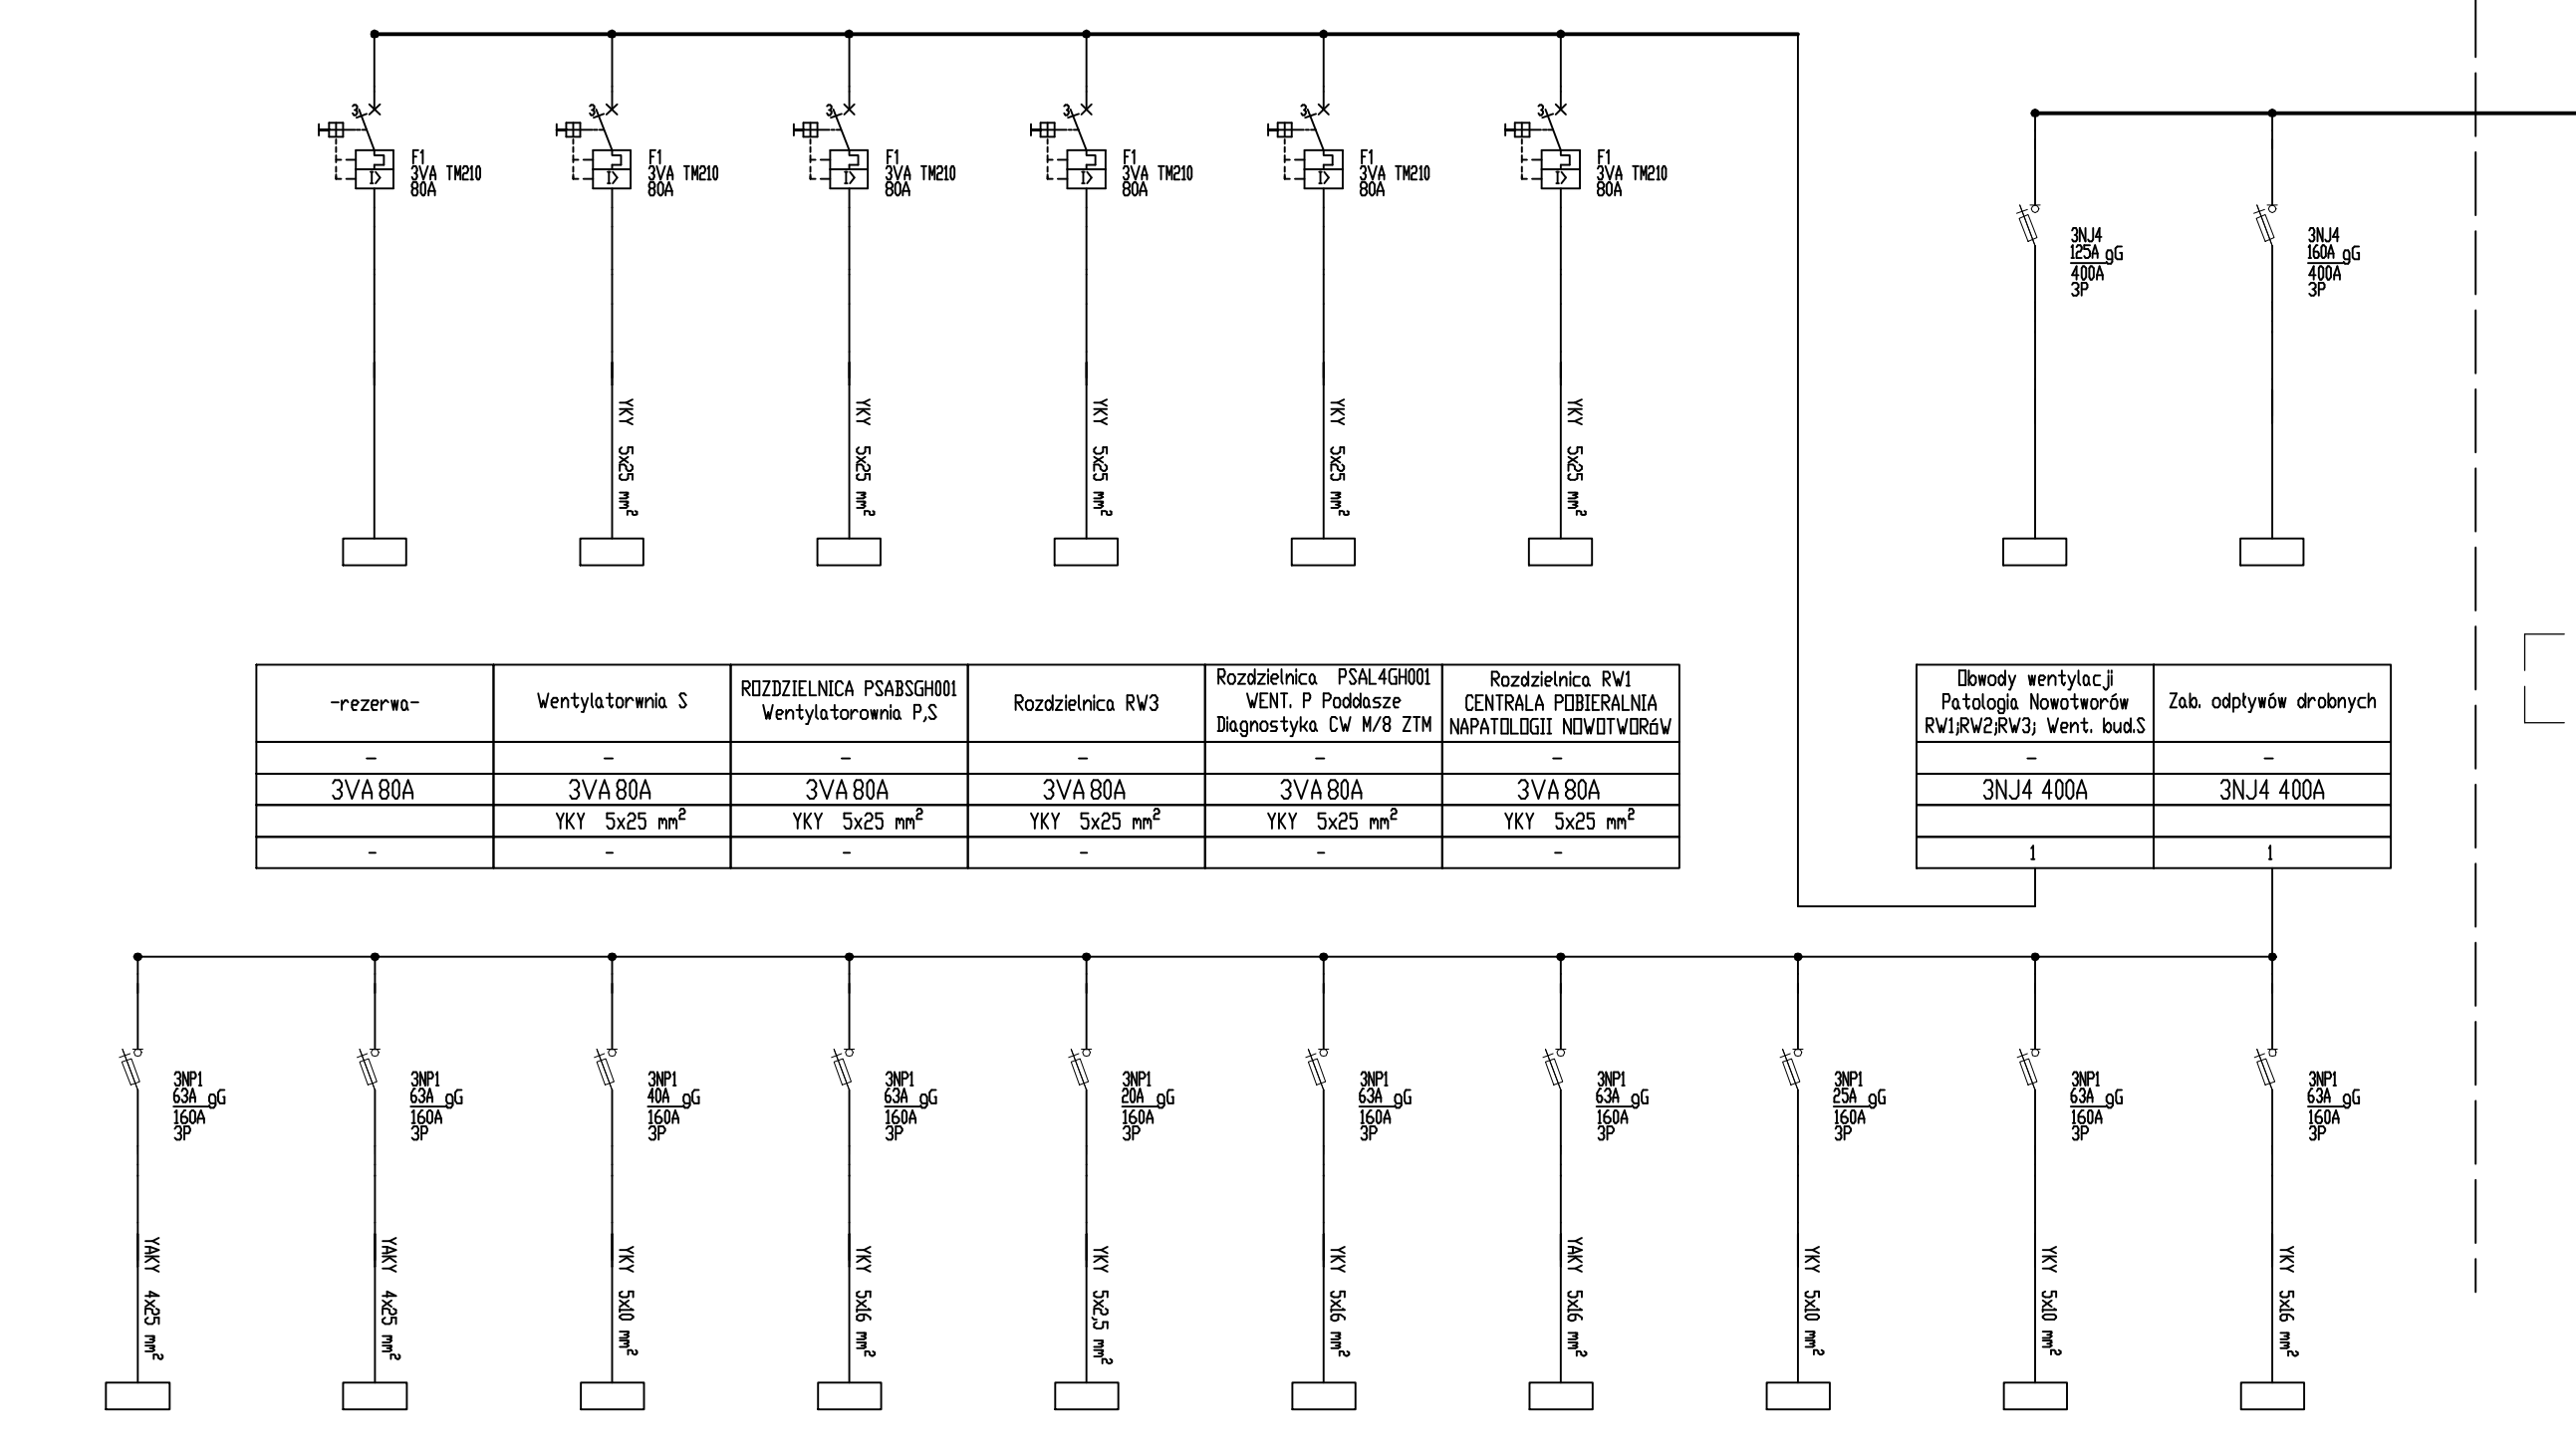 3 3 3 3 3 3
F1 F1 F1 F1 F1 F1
3VA TM210 3VA TM210 3VA TM210 3VA TM210 3VA TM210 3VA TM210
80A 80A 80A 80A 80A 80A
I> I> I> I> I> I>
3NJ4 3NJ4
125A gG 160A gG
400A 400A
3P 3P
YKY 5x25 mm²
YKY 5x25 mm²
YKY 5x25 mm²
YKY 5x25 mm²
YKY 5x25 mm²
-rezerwa-
Wentylatorwnia S
ROZDZIELNICA PSABSGH001
Wentylatorownia P,S
Rozdzielnica RW3
Rozdzielnica PSAL4GH001
WENT. P Poddasze
Diagnostyka CW M/8 ZTM
Rozdzielnica RW1
CENTRALA POBIERALNIA
NAPATOLOGII NOWOTWORóW
Obwody wentylacji
Patologia Nowotworów
RW1;RW2;RW3; Went. bud.S
Zab. odpływów drobnych
- - - - - - - -
3VA 80A 3VA 80A 3VA 80A 3VA 80A 3VA 80A 3VA 80A 3NJ4 400A 3NJ4 400A
YKY 5x25 mm² YKY 5x25 mm² YKY 5x25 mm² YKY 5x25 mm² YKY 5x25 mm²
- - - - - - 1 1
3NP1 3NP1 3NP1 3NP1 3NP1 3NP1 3NP1 3NP1 3NP1 3NP1
63A gG 63A gG 40A gG 63A gG 20A gG 63A gG 63A gG 25A gG 63A gG 63A gG
160A 160A 160A 160A 160A 160A 160A 160A 160A 160A
3P 3P 3P 3P 3P 3P 3P 3P 3P 3P
YAKY 4x25 mm²
YAKY 4x25 mm²
YKY 5x10 mm²
YKY 5x16 mm²
YKY 5x2,5 mm²
YKY 5x16 mm²
YAKY 5x16 mm²
YKY 5x10 mm²
YKY 5x10 mm²
YKY 5x16 mm²